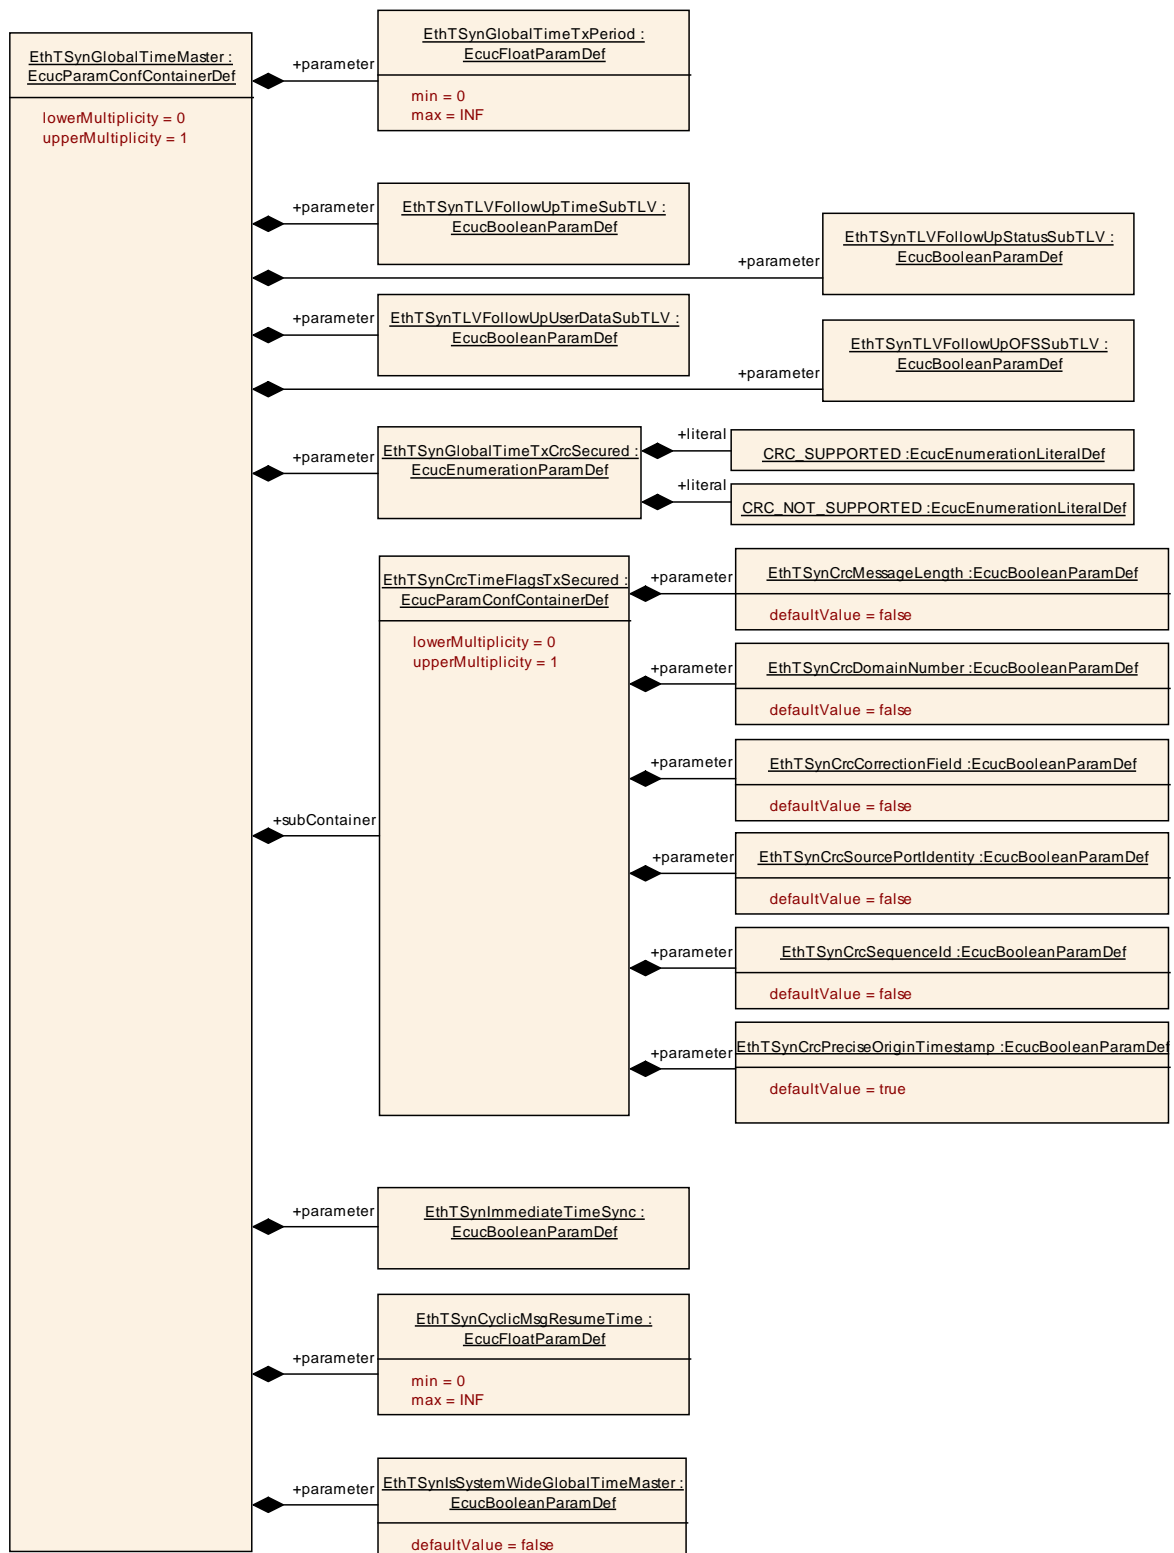 EthTSynGlobalTimeMaster :
EcucParamConfContainerDef
lowerMultiplicity = 0
upperMultiplicity = 1
+parameter
EthTSynGlobalTimeTxPeriod :
EcucFloatParamDef
min = 0
max = INF
+parameter
EthTSynTLVFollowUpTimeSubTLV :
EcucBooleanParamDef
+parameter
EthTSynTLVFollowUpStatusSubTLV :
EcucBooleanParamDef
+parameter
EthTSynTLVFollowUpUserDataSubTLV :
EcucBooleanParamDef
+parameter
EthTSynTLVFollowUpOFSSubTLV :
EcucBooleanParamDef
+parameter
EthTSynGlobalTimeTxCrcSecured :
EcucEnumerationParamDef
+literal
CRC_SUPPORTED :EcucEnumerationLiteralDef
+literal
CRC_NOT_SUPPORTED :EcucEnumerationLiteralDef
+subContainer
EthTSynCrcTimeFlagsTxSecured :
EcucParamConfContainerDef
lowerMultiplicity = 0
upperMultiplicity = 1
+parameter
EthTSynCrcMessageLength :EcucBooleanParamDef
defaultValue = false
+parameter
EthTSynCrcDomainNumber :EcucBooleanParamDef
defaultValue = false
+parameter
EthTSynCrcCorrectionField :EcucBooleanParamDef
defaultValue = false
+parameter
EthTSynCrcSourcePortIdentity :EcucBooleanParamDef
defaultValue = false
+parameter
EthTSynCrcSequenceId :EcucBooleanParamDef
defaultValue = false
+parameter
EthTSynCrcPreciseOriginTimestamp :EcucBooleanParamDef
defaultValue = true
+parameter
EthTSynImmediateTimeSync :
EcucBooleanParamDef
+parameter
EthTSynCyclicMsgResumeTime :
EcucFloatParamDef
min = 0
max = INF
+parameter
EthTSynIsSystemWideGlobalTimeMaster :
EcucBooleanParamDef
defaultValue = false